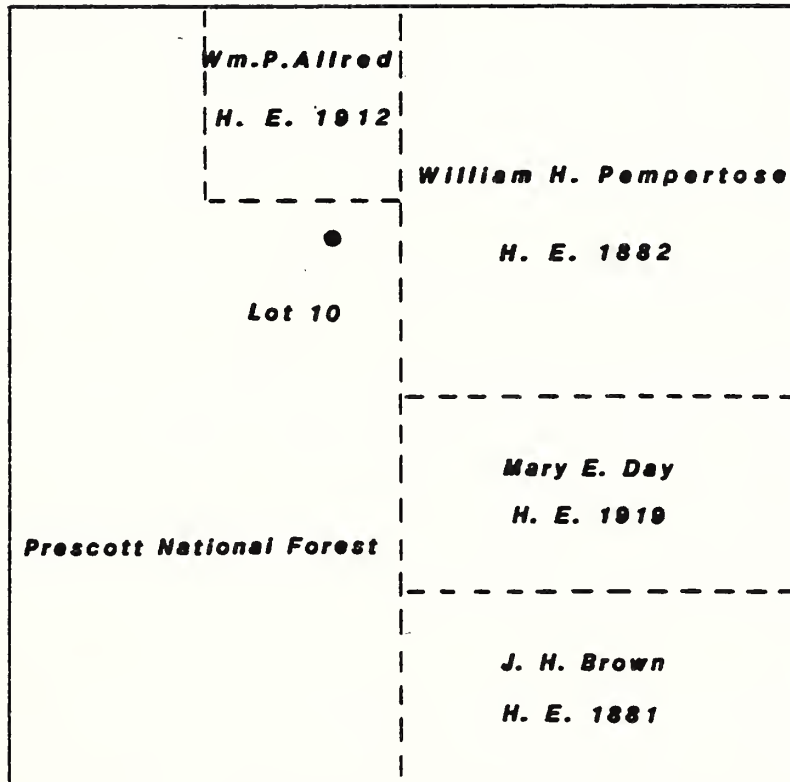 Wm.P.Allred
H. E. 1912
William H. Pempertose
H. E. 1882
Lot 10
Mary E. Day
H. E. 1919
Prescott National Forest
J. H. Brown
H. E. 1881